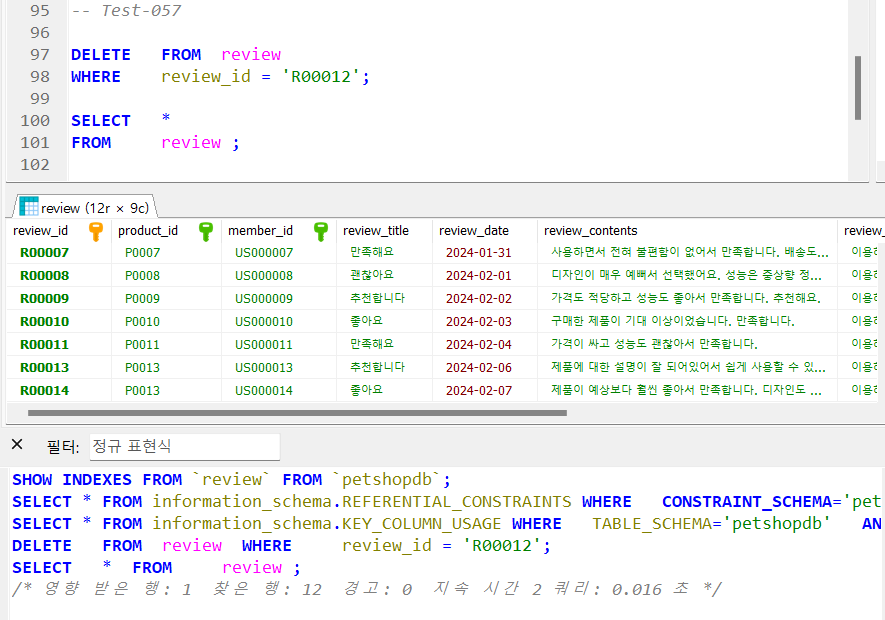 95 -- Test-057
96
97 DELETE FROM review
98 WHERE review_id = 'R00012';
99
100 SELECT *
101 FROM review ;
102
review (12r × 9c)
review_id product_id member_id review_title review_date review_contents review_
R00007 P0007 US000007 만족해요 2024-01-31 사용하면서 전혀 불편함이 없어서 만족합니다. 배송도... 이용하
R00008 P0008 US000008 괜찮아요 2024-02-01 디자인이 매우 예뻐서 선택했어요. 성능은 중상향 정... 이용하
R00009 P0009 US000009 추천합니다 2024-02-02 가격도 적당하고 성능도 좋아서 만족합니다. 추천해요. 이용하
R00010 P0010 US000010 좋아요 2024-02-03 구매한 제품이 기대 이상이었습니다. 만족합니다. 이용하
R00011 P0011 US000011 만족해요 2024-02-04 가격이 싸고 성능도 괜찮아서 만족합니다. 이용하
R00013 P0013 US000013 추천합니다 2024-02-06 제품에 대한 설명이 잘 되어있어서 쉽게 사용할 수 있... 이용하
R00014 P0013 US000014 좋아요 2024-02-07 제품이 예상보다 훨씬 좋아서 만족합니다. 디자인도 ... 이용하
× 필터: 정규 표현식
SHOW INDEXES FROM `review` FROM `petshopdb`;
SELECT * FROM information_schema.REFERENTIAL_CONSTRAINTS WHERE CONSTRAINT_SCHEMA='pet
SELECT * FROM information_schema.KEY_COLUMN_USAGE WHERE TABLE_SCHEMA='petshopdb' AN
DELETE FROM review WHERE review_id = 'R00012';
SELECT * FROM review ;
/* 영향 받은 행: 1 찾은 행: 12 경고: 0 지속 시간 2 쿼리: 0.016 초 */